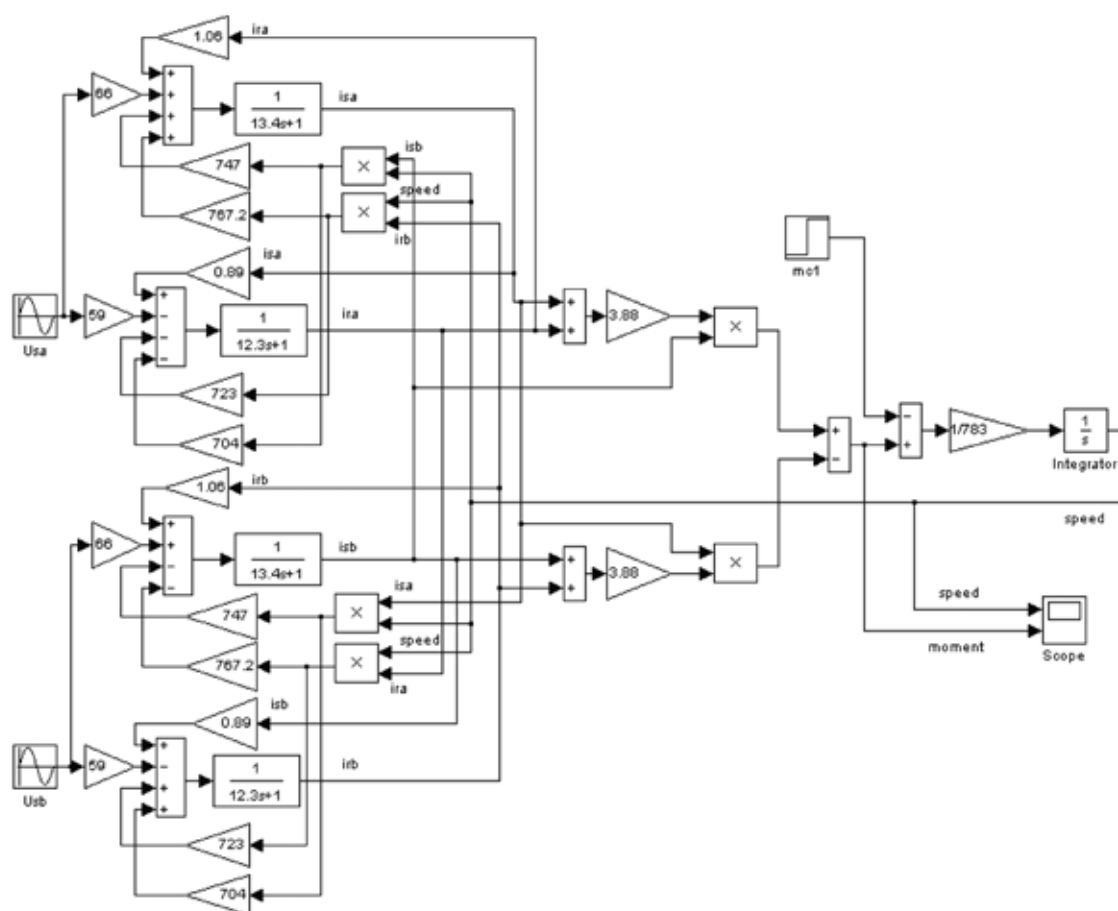 1.06
ira
+
66
+
+
+
1
13.4s+1
isa
747
×
isb
speed
767.2
×
irb
mc1
0.89
isa
Usa
59
+
−
−
−
1
12.3s+1
ira
+
+
3.88
×
723
704
+
−
−
+
1/783
1
s
Integrator
1.06
irb
speed
66
+
+
−
−
1
13.4s+1
isb
+
+
3.88
×
747
×
isa
speed
speed
767.2
×
ira
moment
Scope
0.89
isb
Usb
59
+
−
+
+
1
12.3s+1
irb
723
704